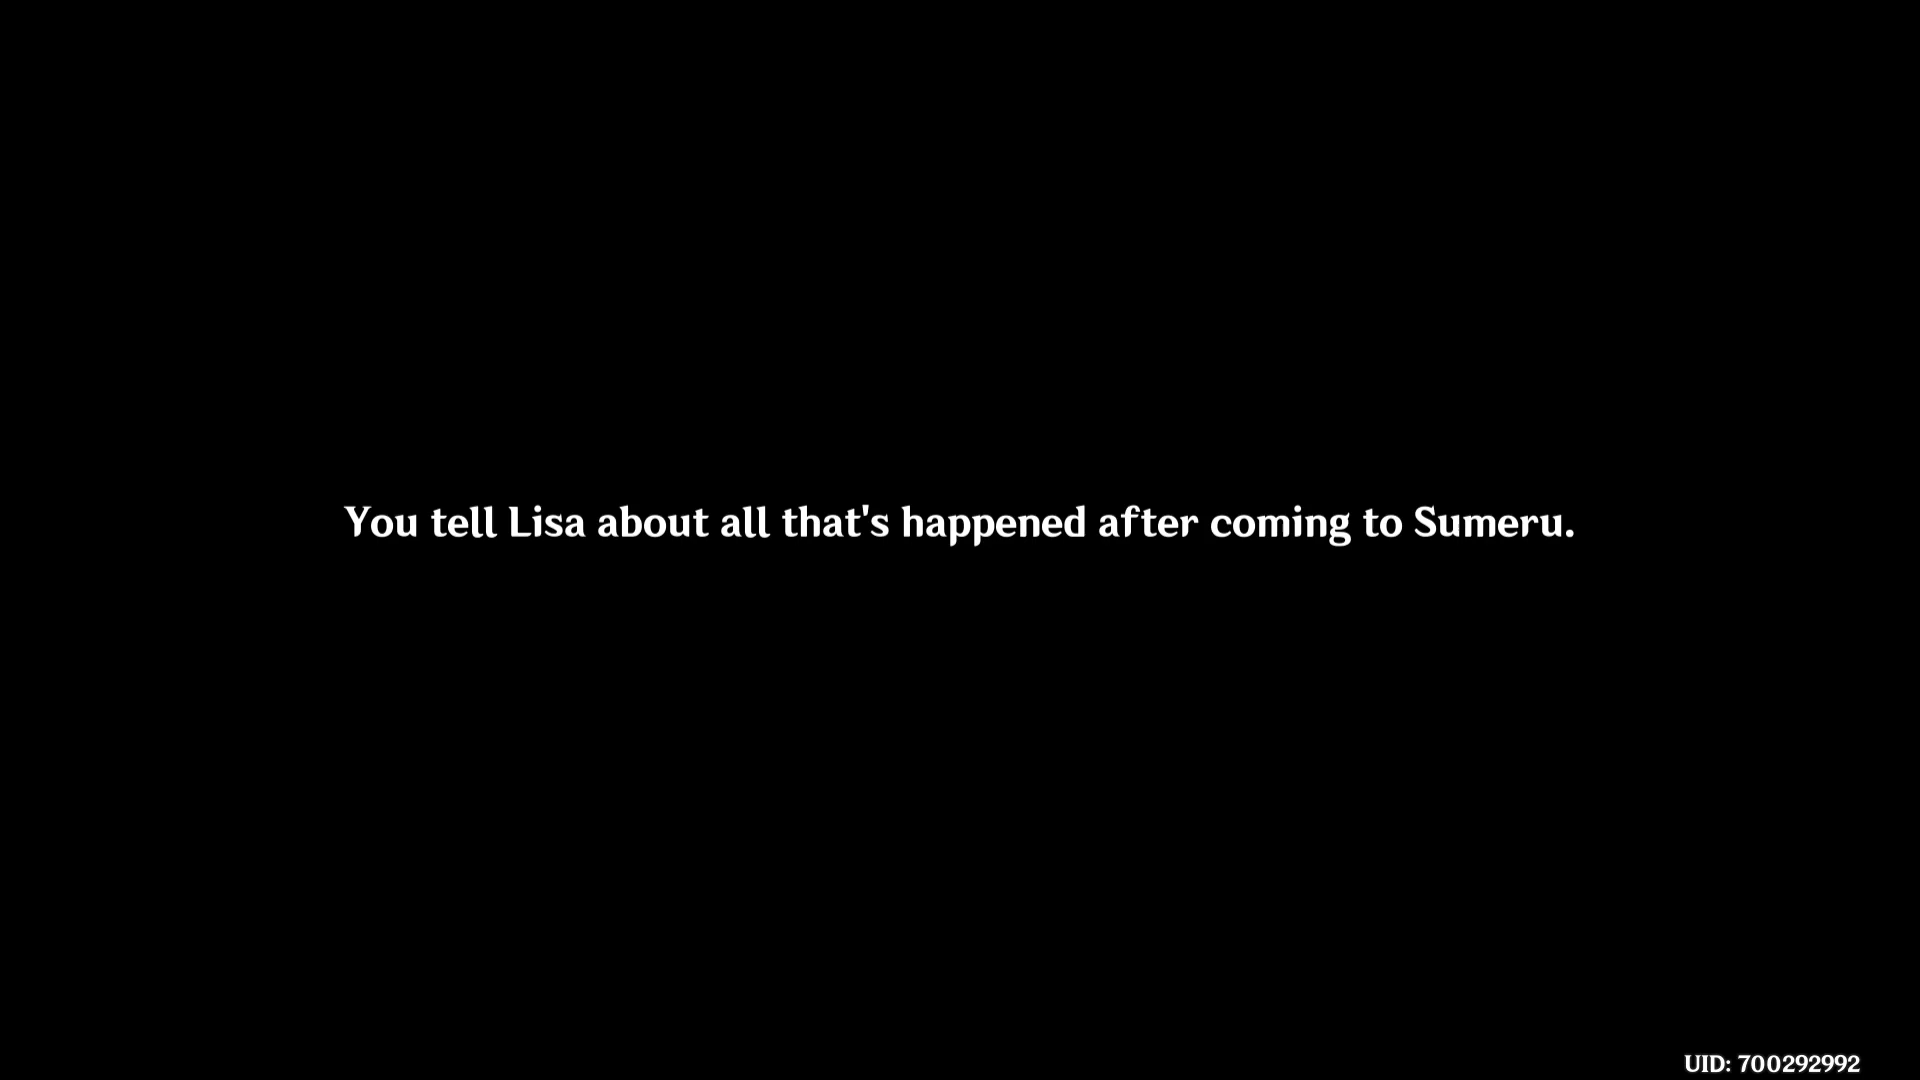 You tell Lisa about all that's happened after coming to Sumeru.
UID: 700292992